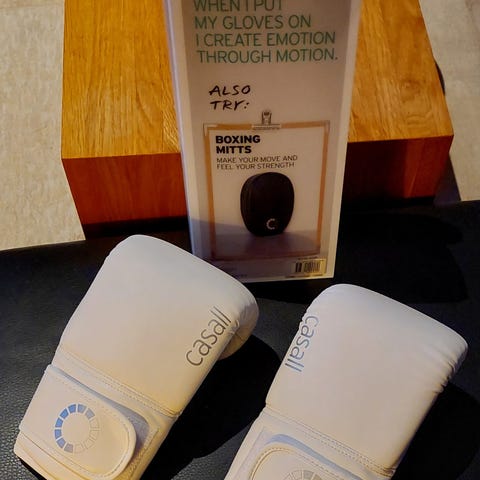 WHEN I PUT
MY GLOVES ON
I CREATE EMOTION
THROUGH MOTION.
ALSO
TRY:
BOXING
MITTS
MAKE YOUR MOVE AND
FEEL YOUR STRENGTH
casall
casall